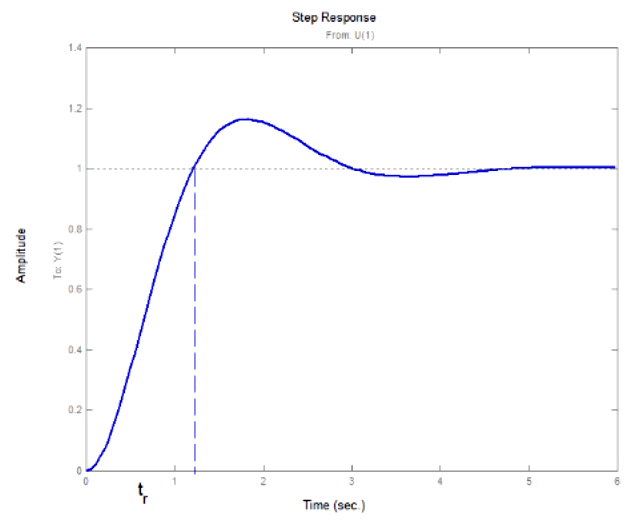 Step Response
From: U(1)
1.4
1.2
1
0.8
0.6
0.4
0.2
0
Amplitude
To: Y(1)
0 1 2 3 4 5 6
tr
Time (sec.)